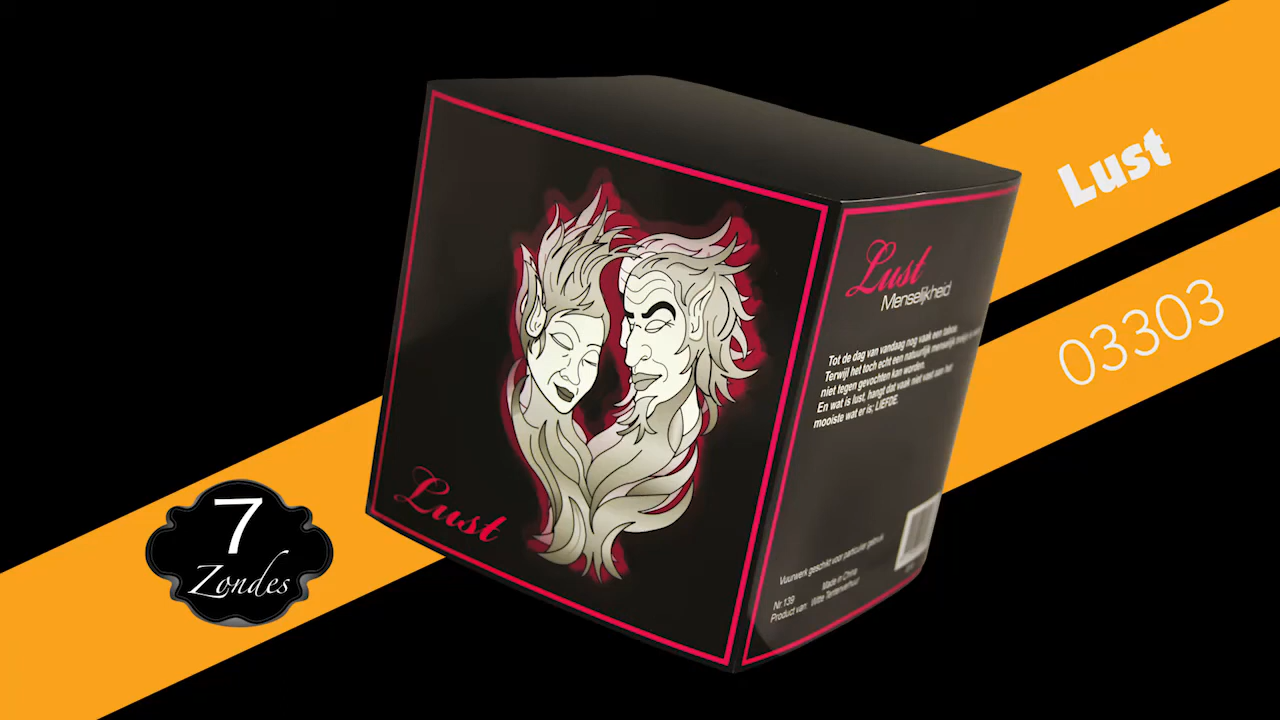 Lust
03303
Lust
Menselijkheid
Tot de dag van vandaag nog vaak een taboe.
Terwijl het toch echt een natuurlijk menselijk
niet tegen gevochten kan worden.
En wat is lust, hangt dat vaak niet vast aan het
mooiste wat er is; LIEFDE.
Lust
7
Zondes
Vuurwerk geschikt voor particulier gebruik
Made in China
Nr. 139
Product van: Witte Tentenverhuur